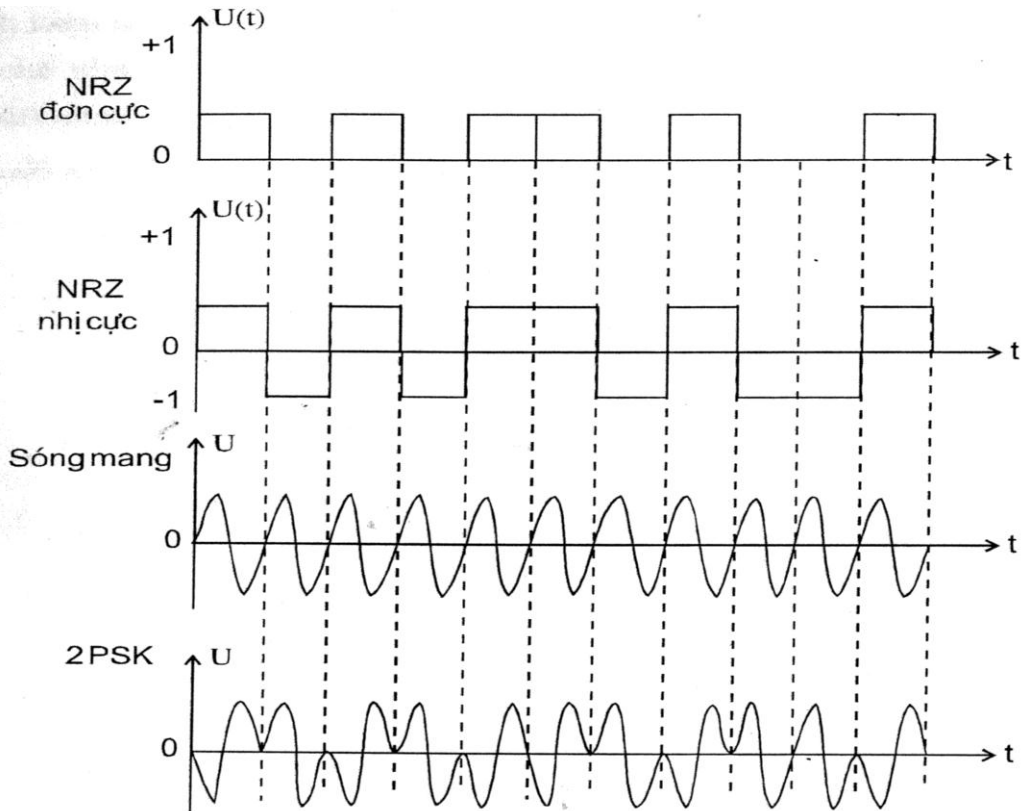 U(t)
+1
NRZ
đơn cực
0
t
U(t)
+1
NRZ
nhị cực
0
t
-1
U
Sóng mang
0
t
2PSK
U
0
t